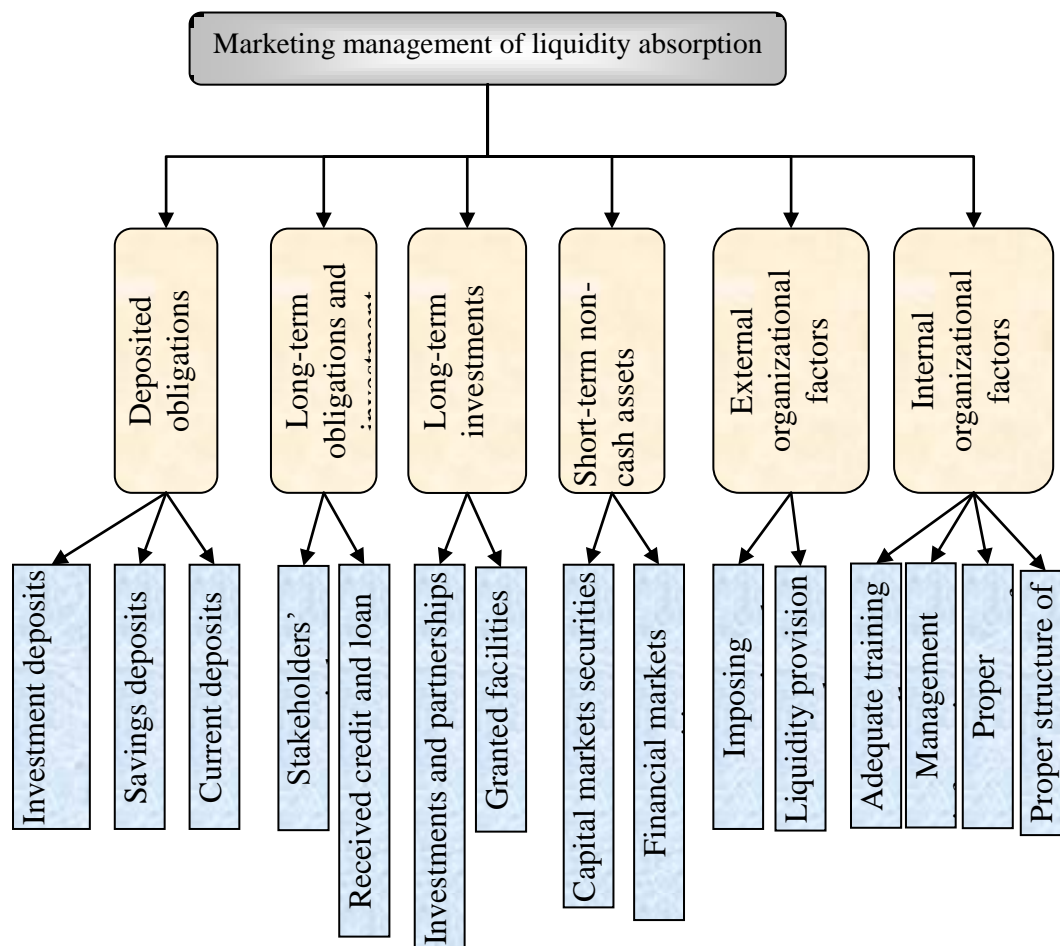 Marketing management of liquidity absorption
Deposited
obligations
Long-term
obligations and
investment
Long-term
investments
Short-term non-
cash assets
External
organizational
factors
Internal
organizational
factors
Investment deposits
Savings deposits
Current deposits
Stakeholders’
Received credit and loan
Investments and partnerships
Granted facilities
Capital markets securities
Financial markets
Imposing
Liquidity provision
Adequate training
Management
Proper
Proper structure of